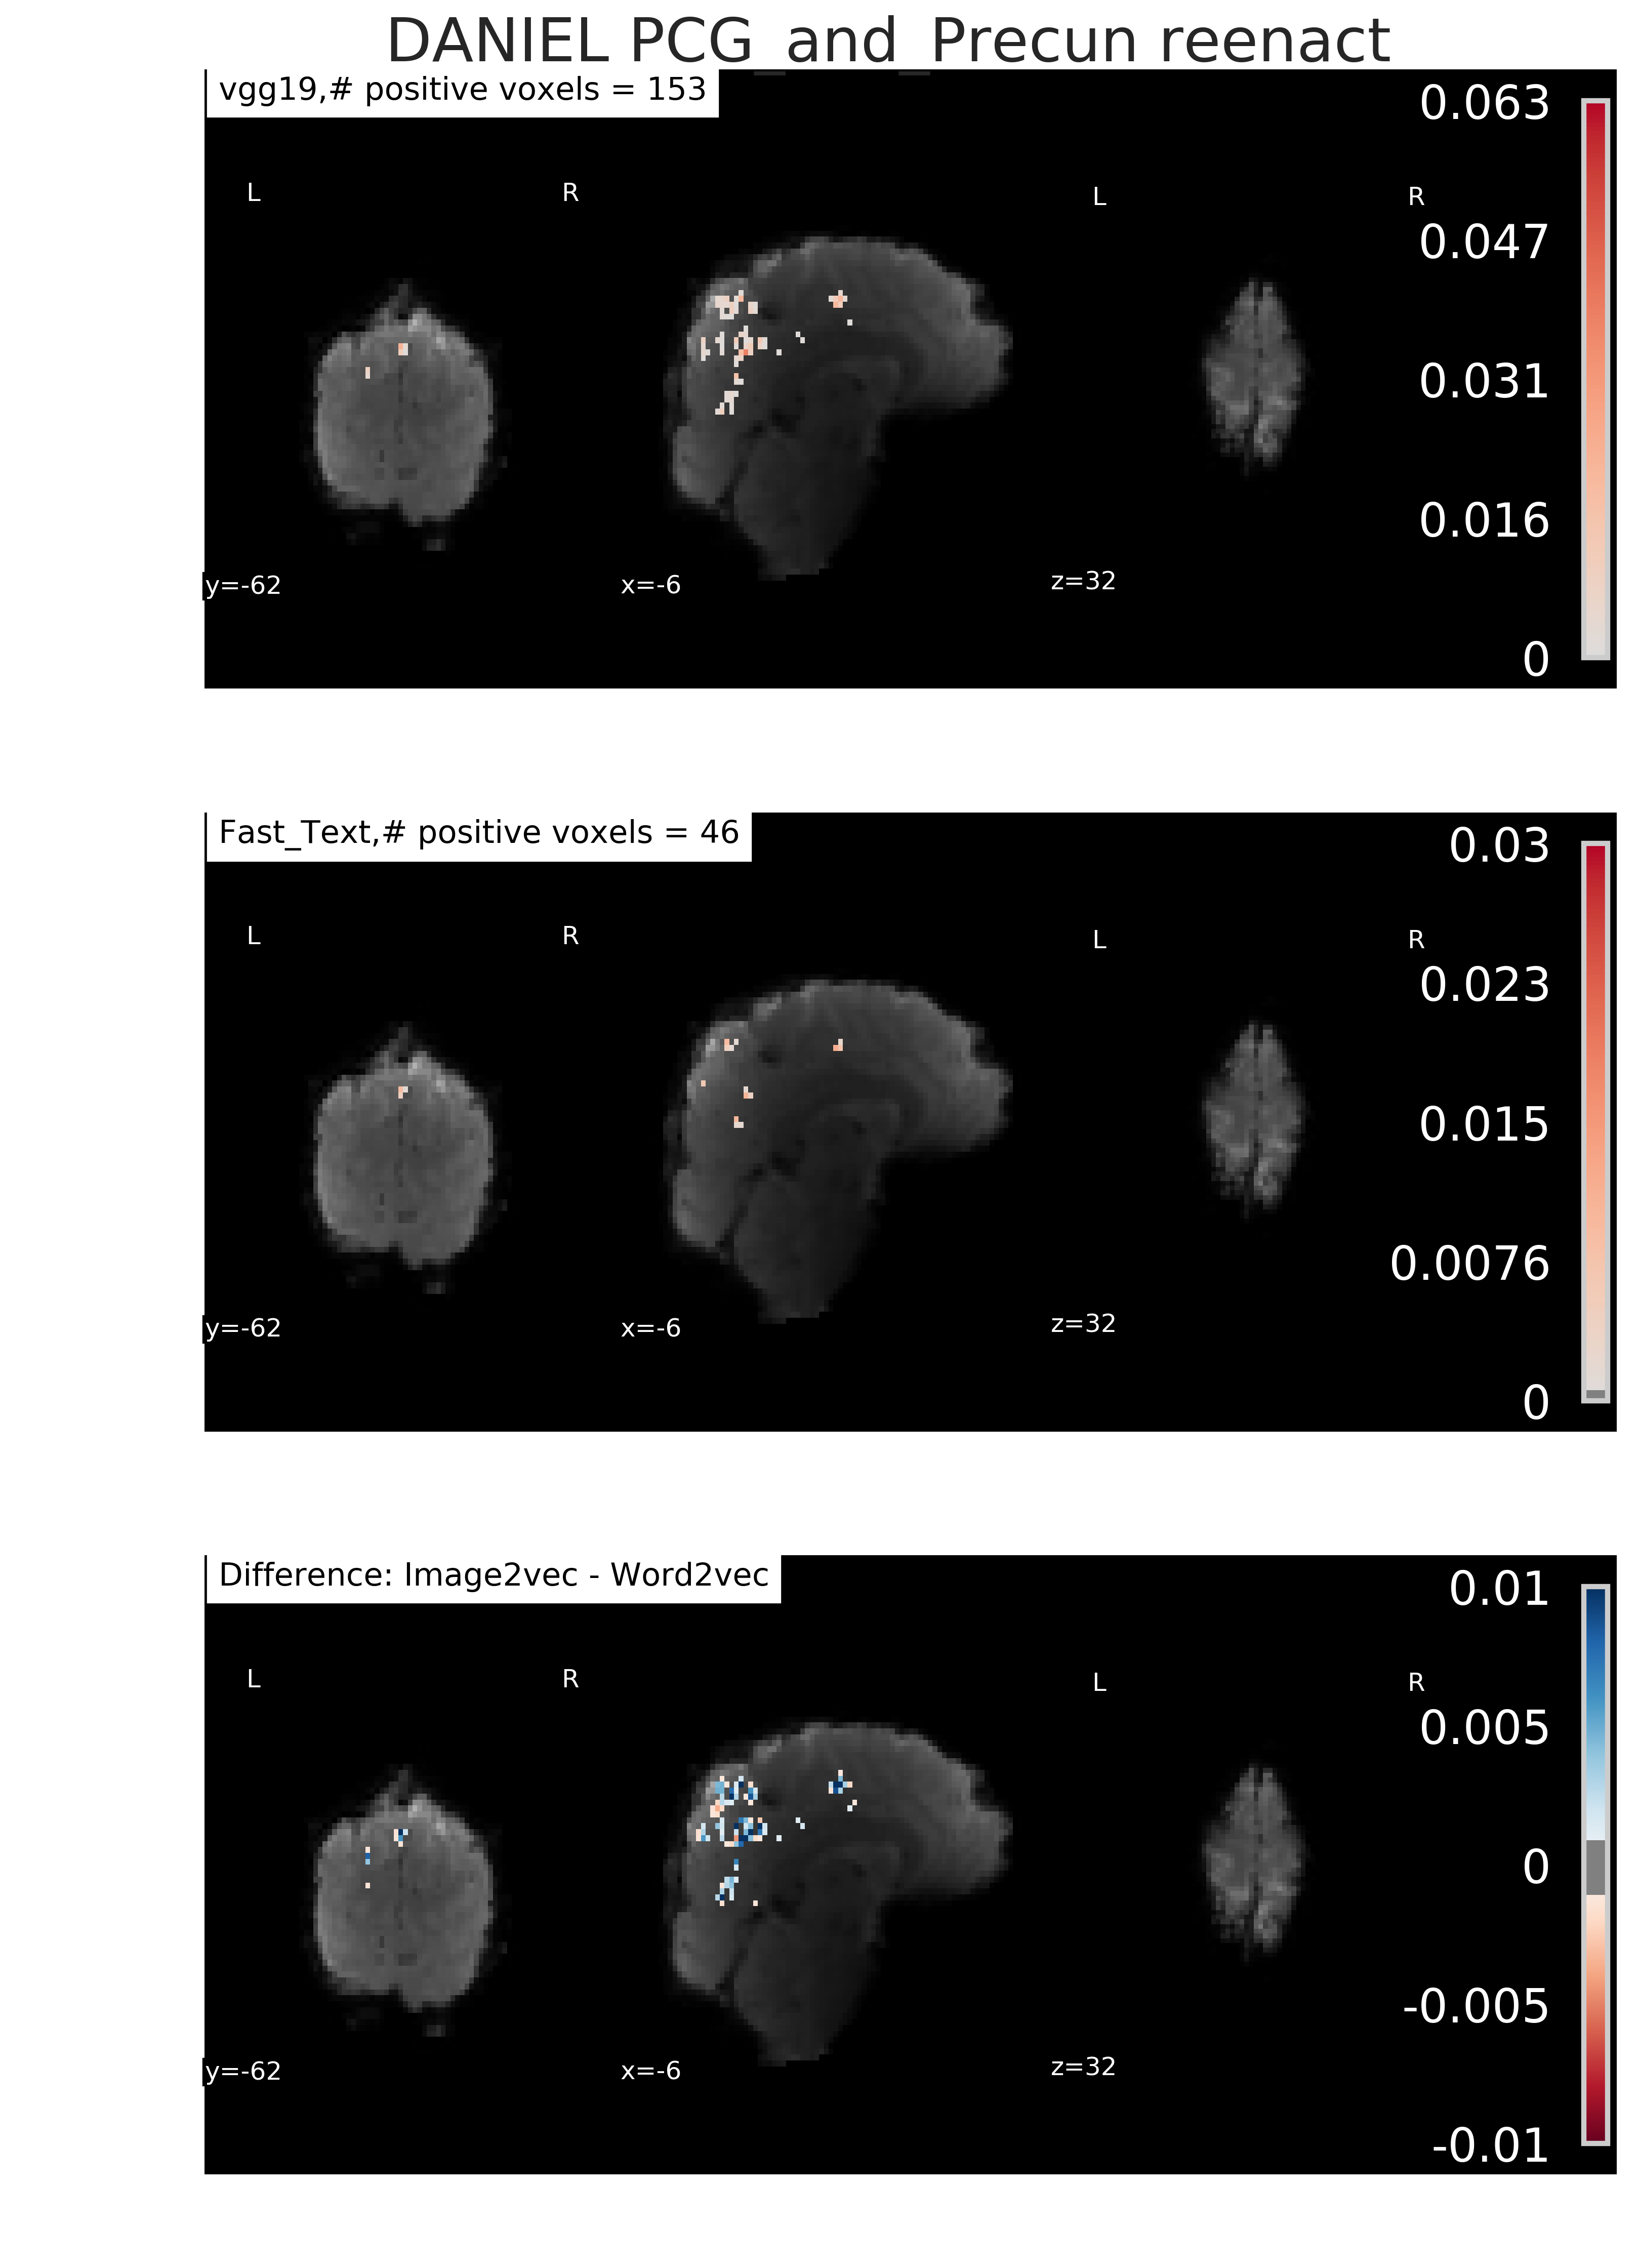 DANIEL PCG_and_Precun reenact
vgg19,# positive voxels = 153
0.063
L R L R
0.047
0.031
0.016
y=-62 x=-6 z=32
0
Fast_Text,# positive voxels = 46
0.03
L R L R
0.023
0.015
0.0076
y=-62 x=-6 z=32
0
Difference: Image2vec - Word2vec
0.01
L R L R
0.005
0
-0.005
y=-62 x=-6 z=32
-0.01